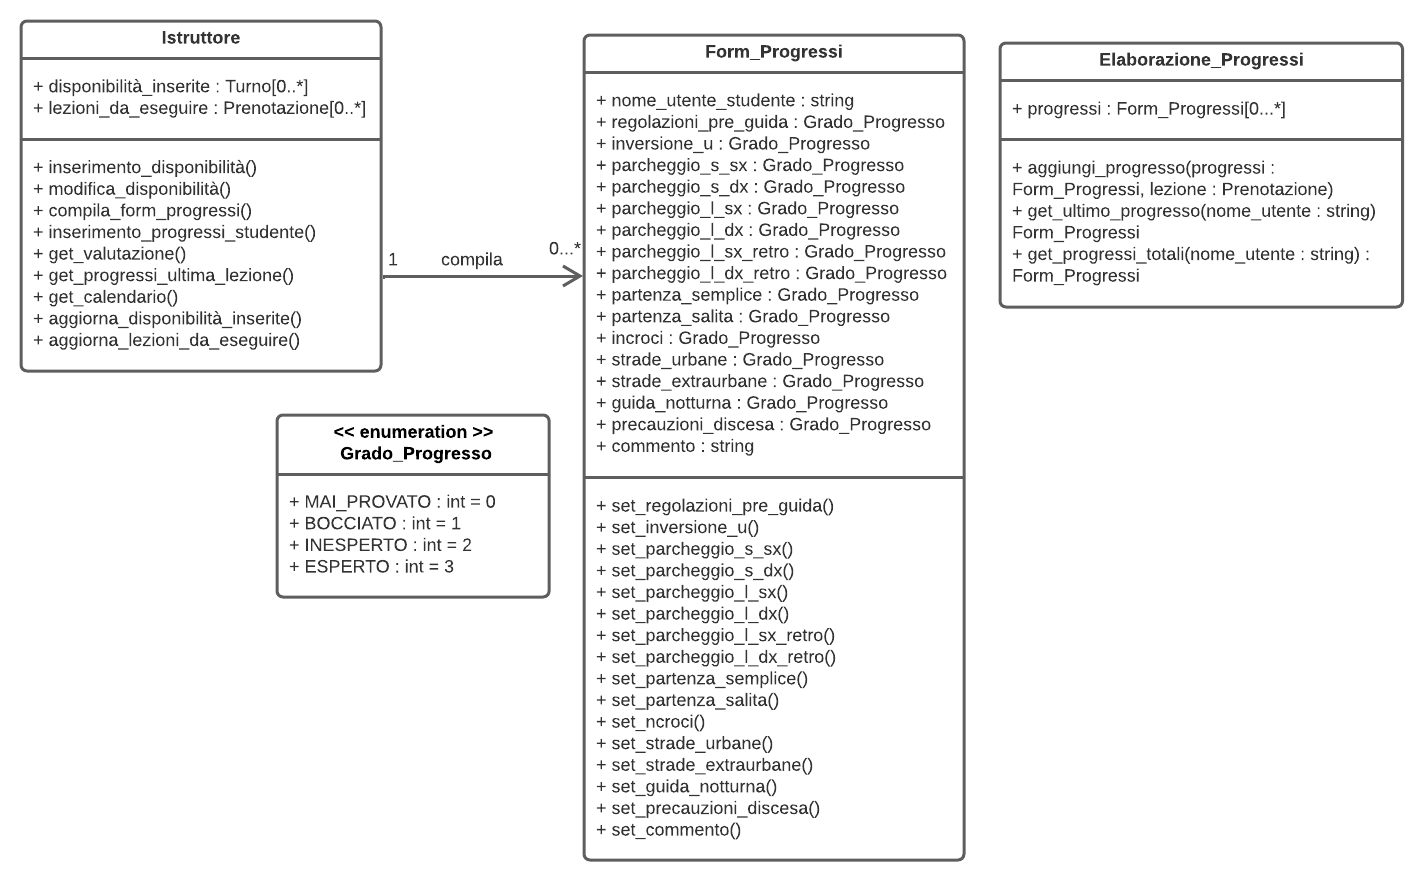 Istruttore
+ disponibilità_inserite : Turno[0..*]
+ lezioni_da_eseguire : Prenotazione[0..*]
+ inserimento_disponibilità()
+ modifica_disponibilità()
+ compila_form_progressi()
+ inserimento_progressi_studente()
+ get_valutazione()
+ get_progressi_ultima_lezione()
+ get_calendario()
+ aggiorna_disponibilità_inserite()
+ aggiorna_lezioni_da_eseguire()
1
compila
0...*
Form_Progressi
+ nome_utente_studente : string
+ regolazioni_pre_guida : Grado_Progresso
+ inversione_u : Grado_Progresso
+ parcheggio_s_sx : Grado_Progresso
+ parcheggio_s_dx : Grado_Progresso
+ parcheggio_l_sx : Grado_Progresso
+ parcheggio_l_dx : Grado_Progresso
+ parcheggio_l_sx_retro : Grado_Progresso
+ parcheggio_l_dx_retro : Grado_Progresso
+ partenza_semplice : Grado_Progresso
+ partenza_salita : Grado_Progresso
+ incroci : Grado_Progresso
+ strade_urbane : Grado_Progresso
+ strade_extraurbane : Grado_Progresso
+ guida_notturna : Grado_Progresso
+ precauzioni_discesa : Grado_Progresso
+ commento : string
+ set_regolazioni_pre_guida()
+ set_inversione_u()
+ set_parcheggio_s_sx()
+ set_parcheggio_s_dx()
+ set_parcheggio_l_sx()
+ set_parcheggio_l_dx()
+ set_parcheggio_l_sx_retro()
+ set_parcheggio_l_dx_retro()
+ set_partenza_semplice()
+ set_partenza_salita()
+ set_ncroci()
+ set_strade_urbane()
+ set_strade_extraurbane()
+ set_guida_notturna()
+ set_precauzioni_discesa()
+ set_commento()
Elaborazione_Progressi
+ progressi : Form_Progressi[0...*]
+ aggiungi_progresso(progressi :
Form_Progressi, lezione : Prenotazione)
+ get_ultimo_progresso(nome_utente : string)
Form_Progressi
+ get_progressi_totali(nome_utente : string) :
Form_Progressi
<< enumeration >>
Grado_Progresso
+ MAI_PROVATO : int = 0
+ BOCCIATO : int = 1
+ INESPERTO : int = 2
+ ESPERTO : int = 3